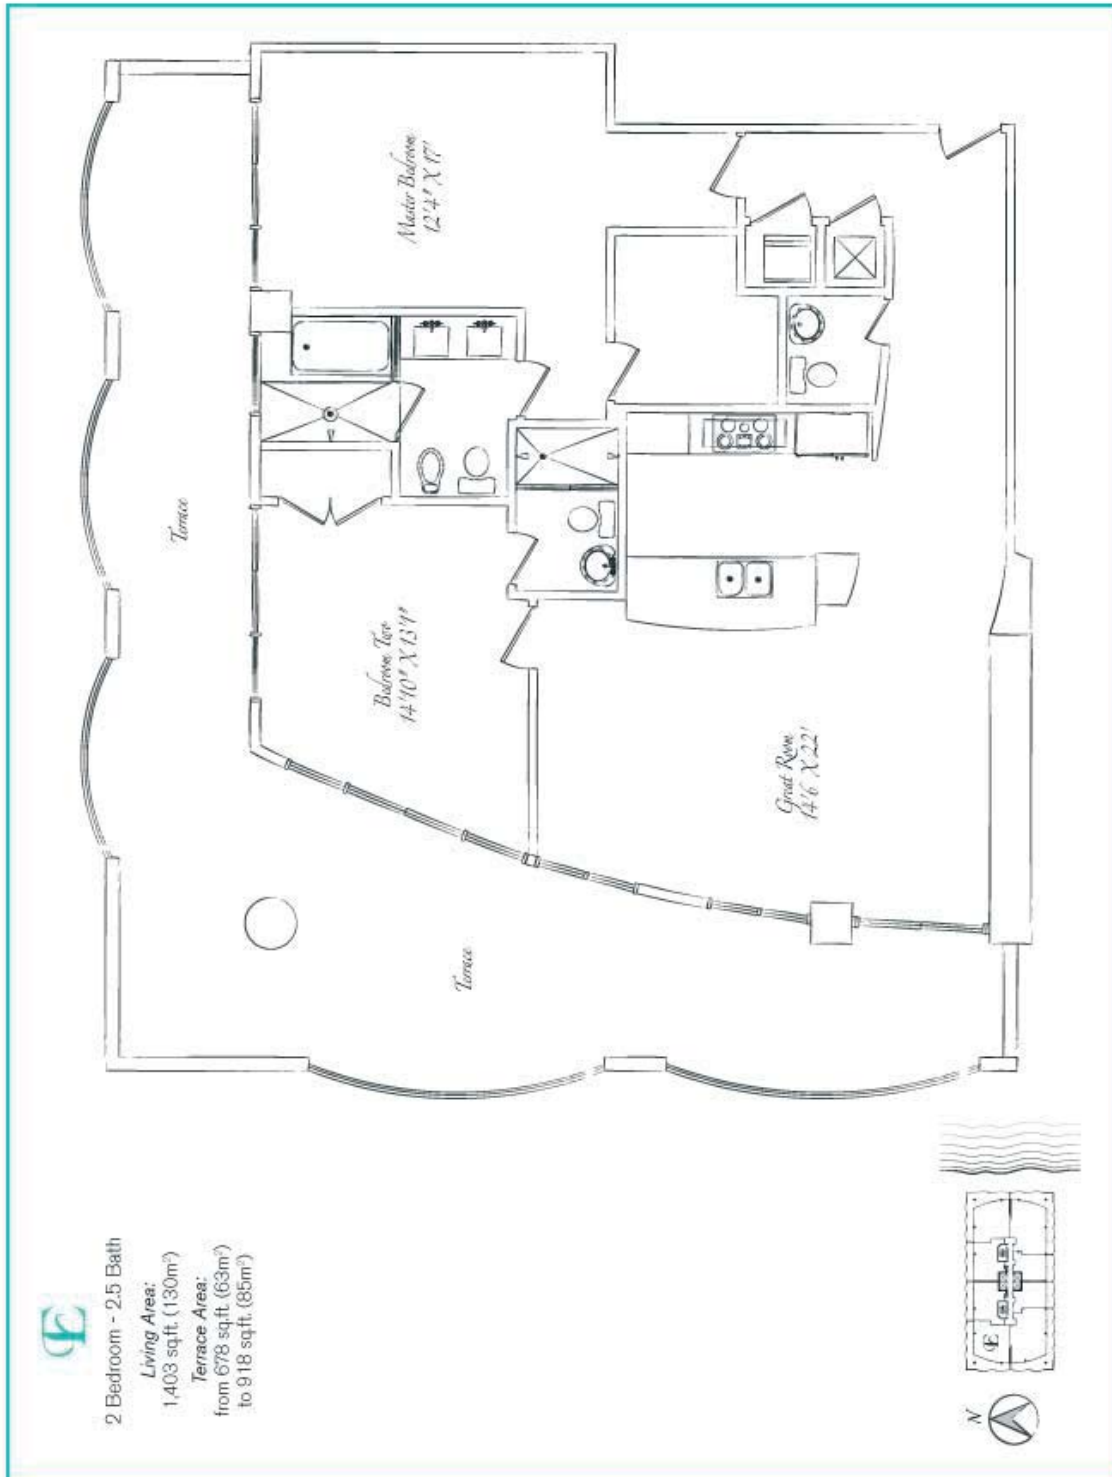 E
2 Bedroom - 2.5 Bath
Living Area:
1,403 sq.ft. (130m²)
Terrace Area:
from 678 sq.ft. (63m²)
to 918 sq.ft. (85m²)
Terrace
Terrace
Master Bedroom
12'4" X 17'
Bedroom Two
14'10" X 13'1"
Great Room
14'6 X 22'
N
E